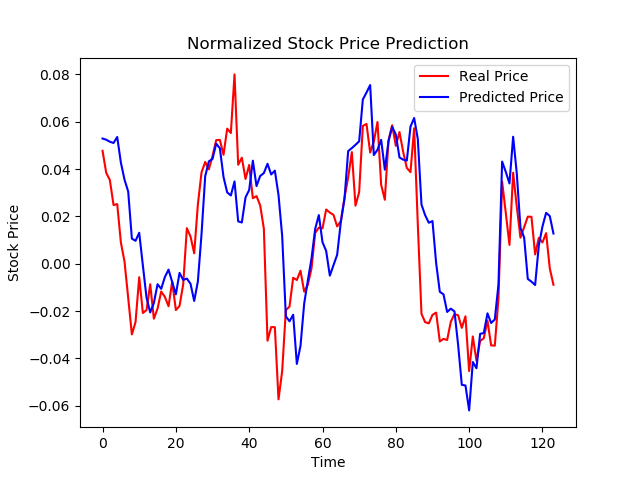 Normalized Stock Price Prediction
Real Price
Predicted Price
0.08
0.06
0.04
0.02
0.00
−0.02
−0.04
−0.06
Stock Price
0 20 40 60 80 100 120
Time